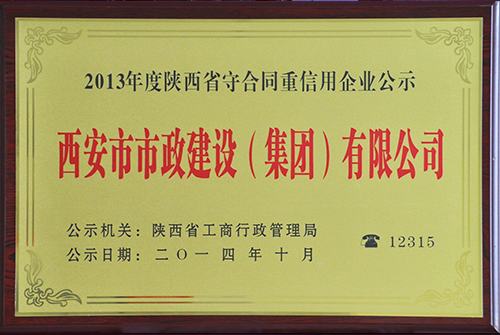 2013年度陕西省守合同重信用企业公示
西安市市政建设（集团）有限公司
公示机关：陕西省工商行政管理局
公示日期：二〇一四年十月
☎ 12315